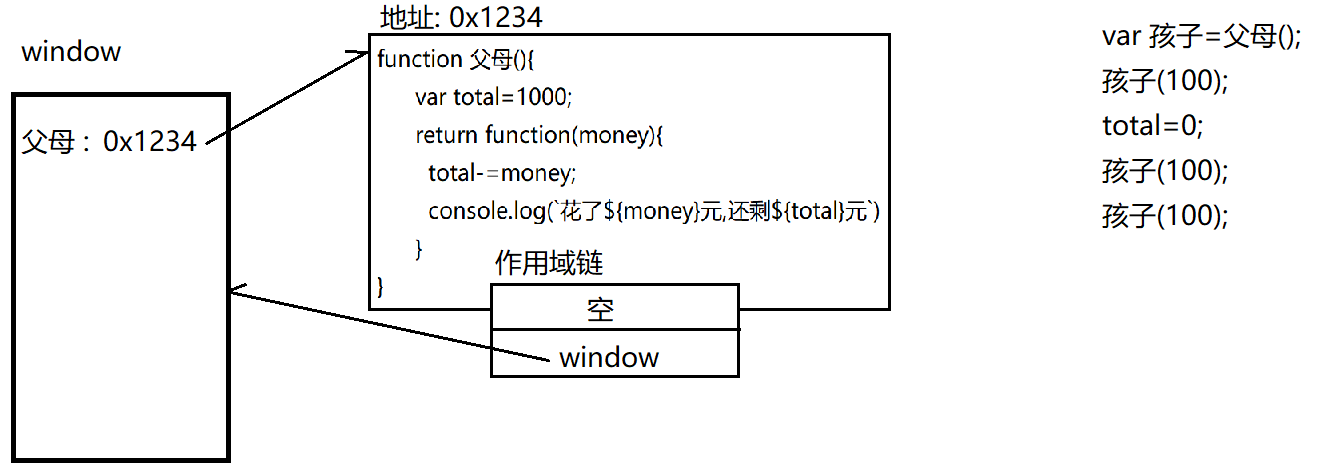 window
父母： 0x1234
地址: 0x1234
function 父母(){
var total=1000;
return function(money){
total-=money;
console.log(`花了${money}元,还剩${total}元`)
}
}
作用域链
空
window
var 孩子=父母();
孩子(100);
total=0;
孩子(100);
孩子(100);